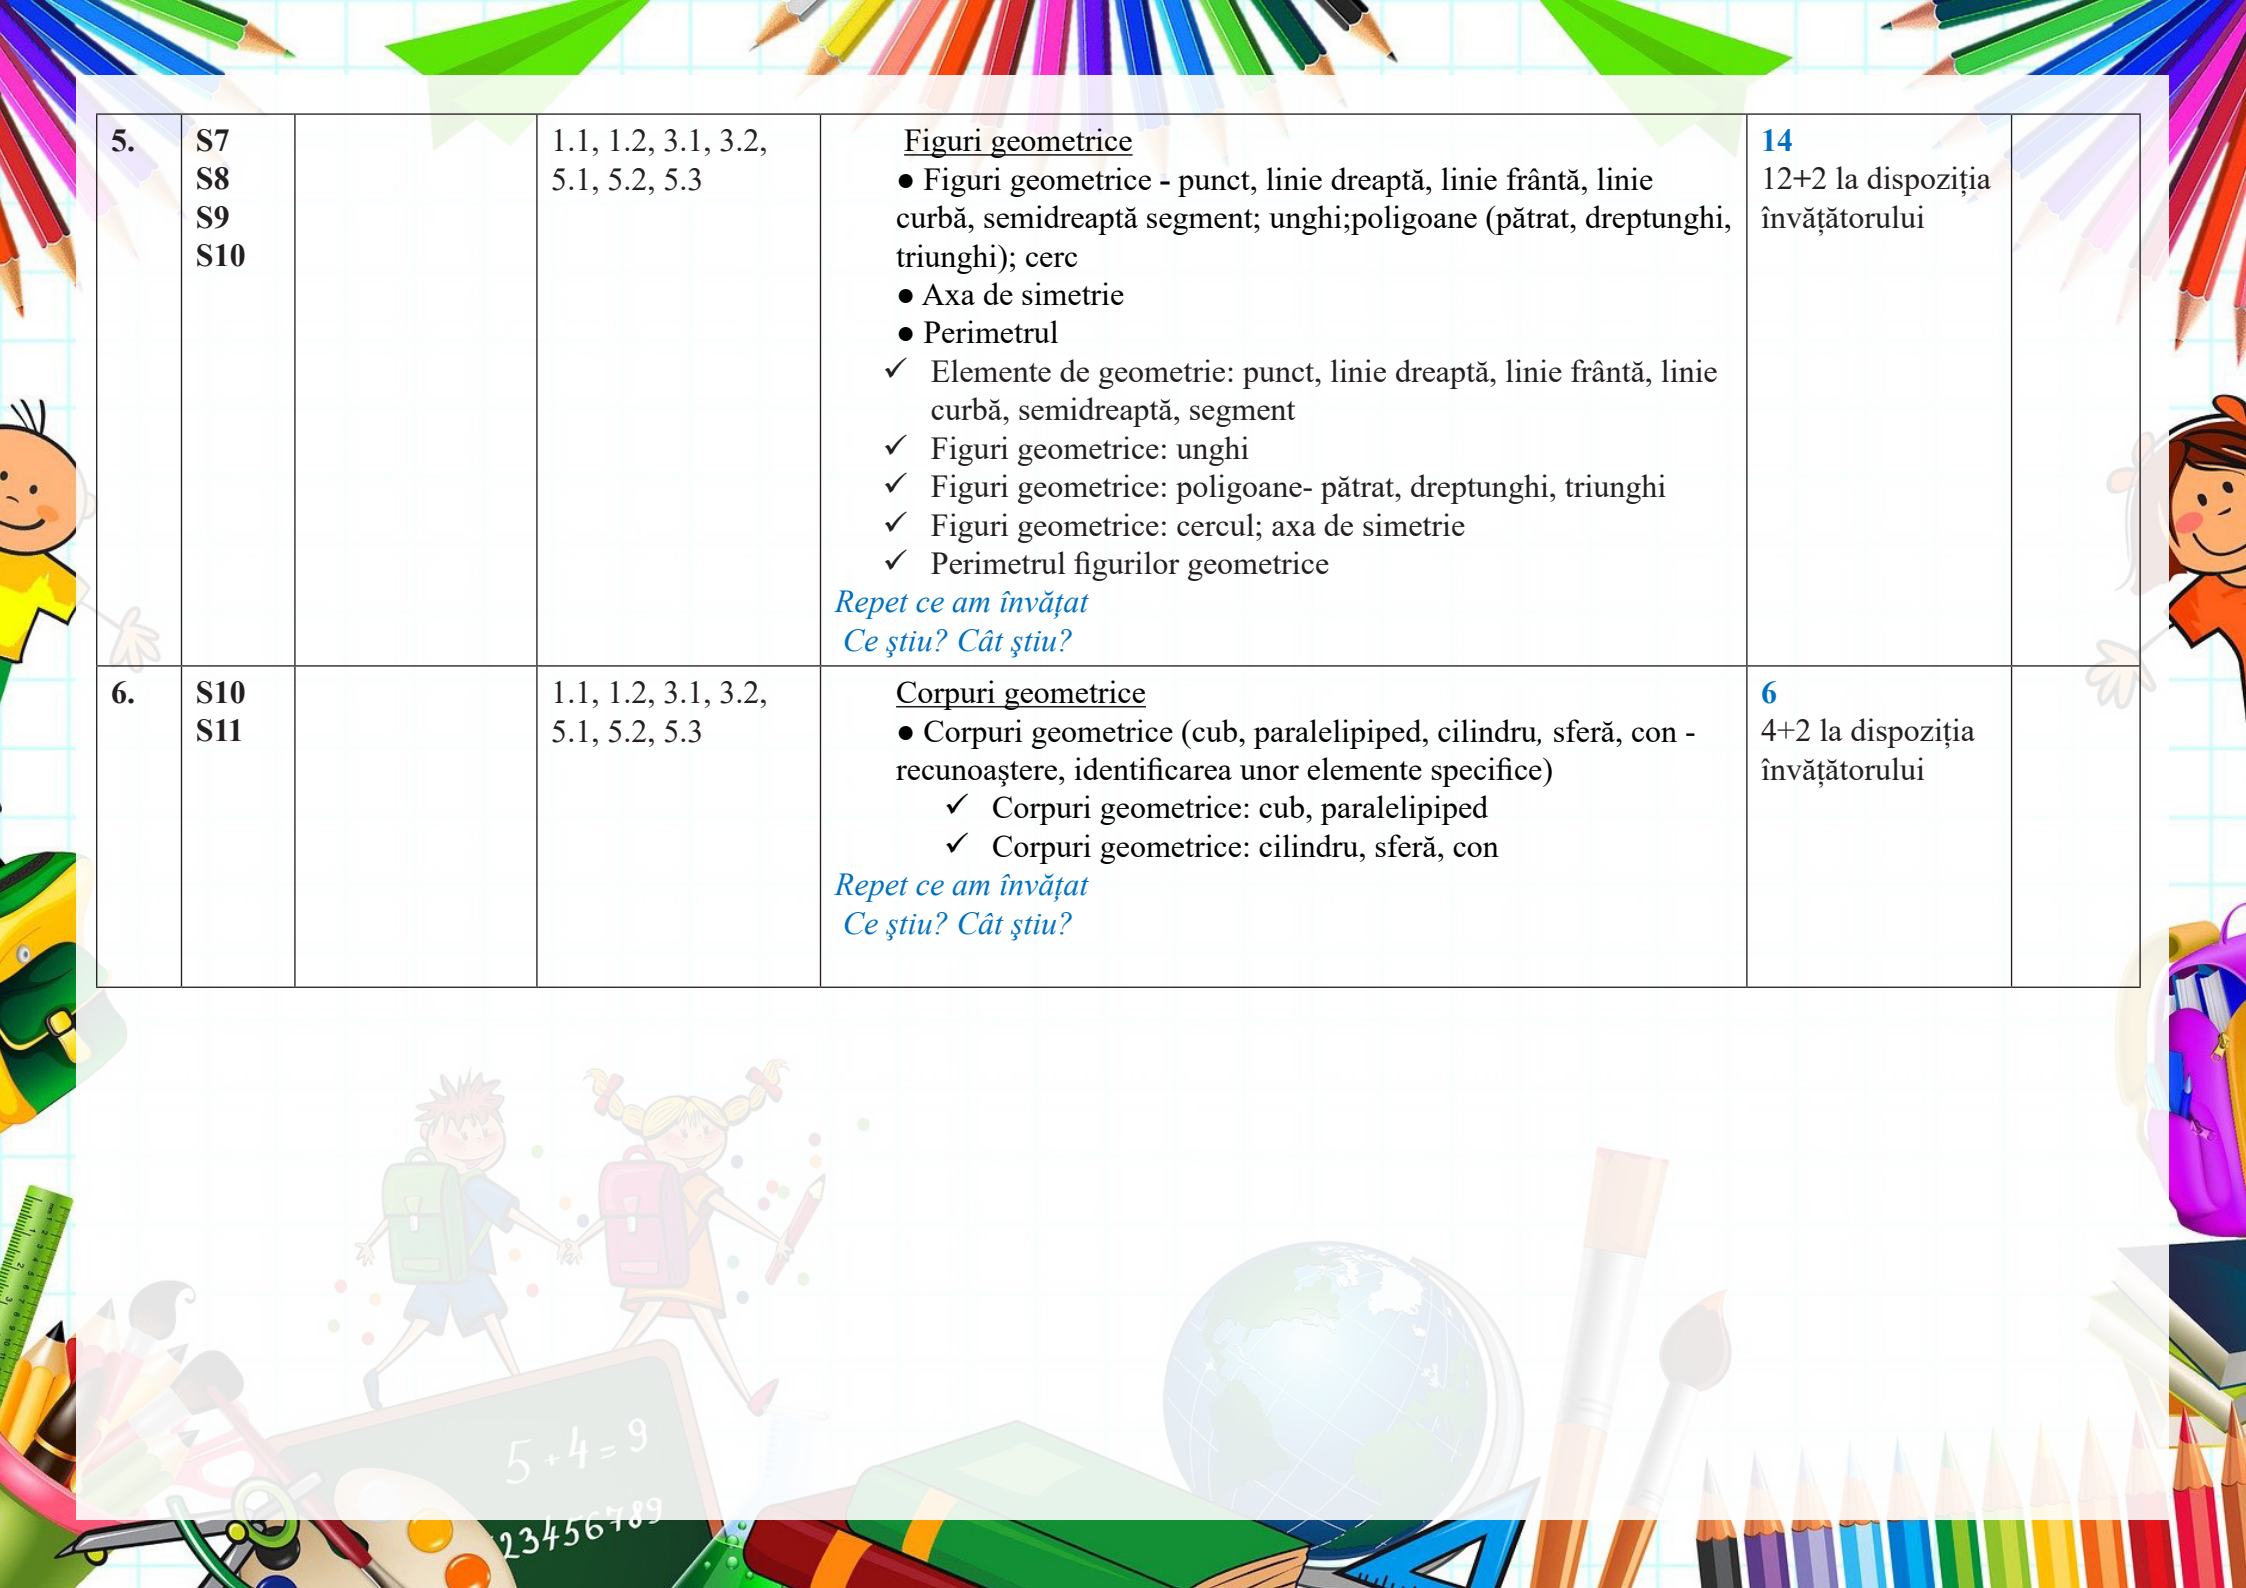 5.
S7
S8
S9
S10
1.1, 1.2, 3.1, 3.2,
5.1, 5.2, 5.3
Figuri geometrice
● Figuri geometrice - punct, linie dreaptă, linie frântă, linie
curbă, semidreaptă segment; unghi;poligoane (pătrat, dreptunghi,
triunghi); cerc
● Axa de simetrie
● Perimetrul
✓ Elemente de geometrie: punct, linie dreaptă, linie frântă, linie
curbă, semidreaptă, segment
✓ Figuri geometrice: unghi
✓ Figuri geometrice: poligoane- pătrat, dreptunghi, triunghi
✓ Figuri geometrice: cercul; axa de simetrie
✓ Perimetrul figurilor geometrice
Repet ce am învățat
Ce ştiu? Cât ştiu?
14
12+2 la dispoziția
învățătorului
6.
S10
S11
1.1, 1.2, 3.1, 3.2,
5.1, 5.2, 5.3
Corpuri geometrice
● Corpuri geometrice (cub, paralelipiped, cilindru, sferă, con -
recunoaştere, identificarea unor elemente specifice)
✓ Corpuri geometrice: cub, paralelipiped
✓ Corpuri geometrice: cilindru, sferă, con
Repet ce am învățat
Ce ştiu? Cât ştiu?
6
4+2 la dispoziția
învățătorului
5+4=9
23456789